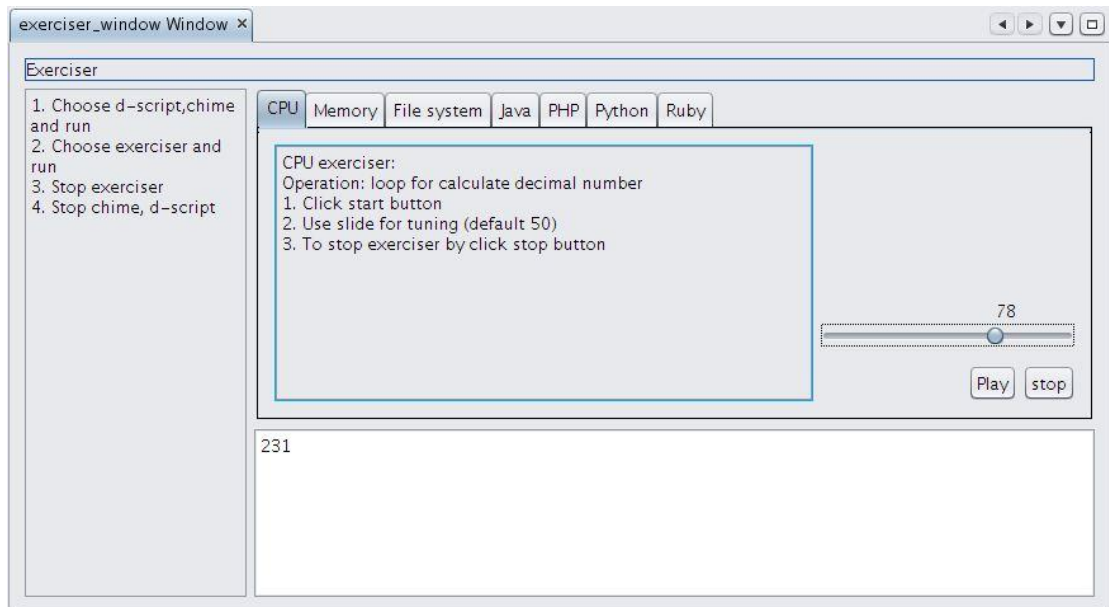 exerciser_window Window ×
Exerciser
1. Choose d-script,chime
and run
2. Choose exerciser and
run
3. Stop exerciser
4. Stop chime, d-script
CPU Memory File system Java PHP Python Ruby
CPU exerciser:
Operation: loop for calculate decimal number
1. Click start button
2. Use slide for tuning (default 50)
3. To stop exerciser by click stop button
78
Play stop
231